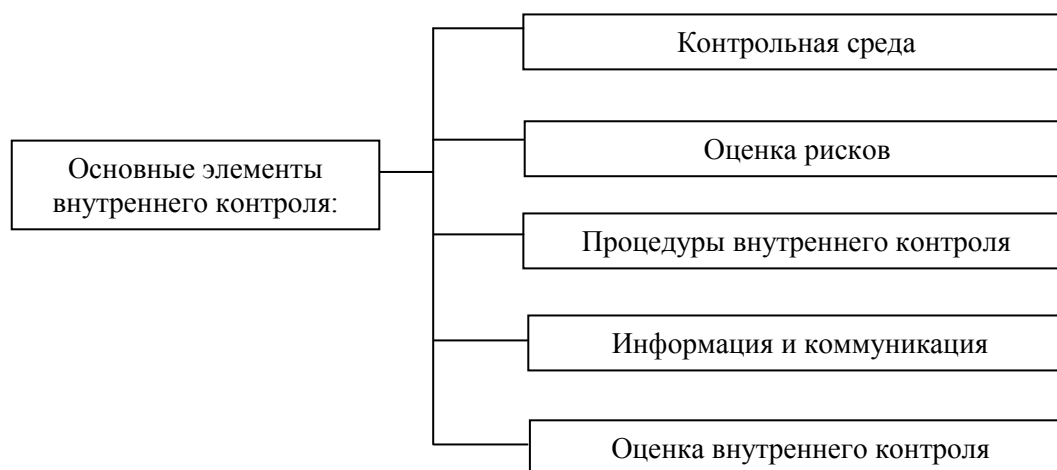 Основные элементы
внутреннего контроля:
Контрольная среда
Оценка рисков
Процедуры внутреннего контроля
Информация и коммуникация
Оценка внутреннего контроля